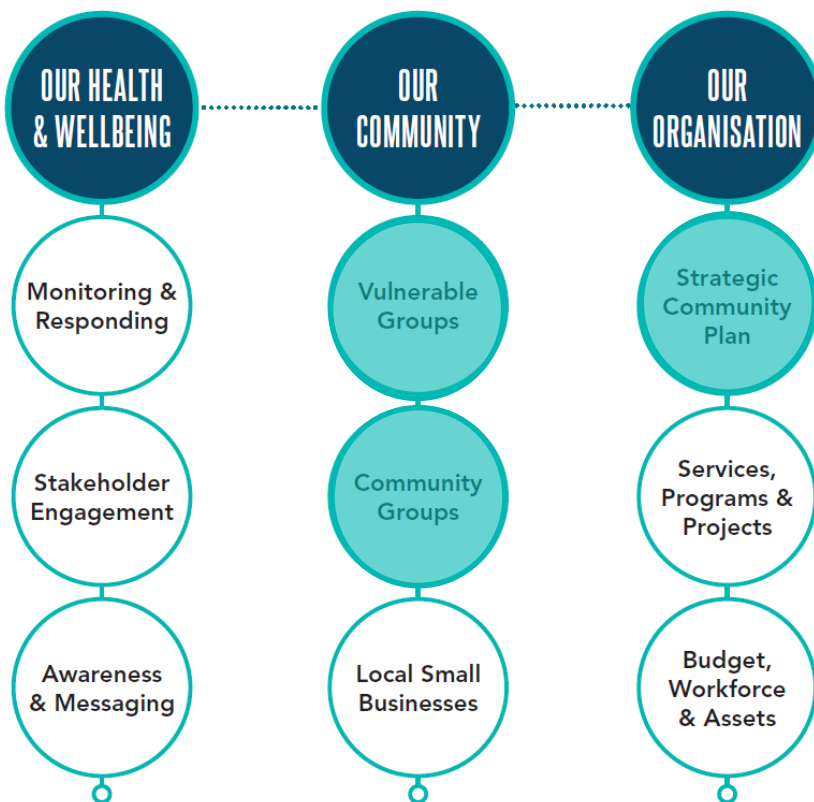 OUR HEALTH
& WELLBEING
OUR
COMMUNITY
OUR
ORGANISATION
Monitoring &
Responding
Vulnerable
Groups
Strategic
Community
Plan
Stakeholder
Engagement
Community
Groups
Services,
Programs &
Projects
Awareness
& Messaging
Local Small
Businesses
Budget,
Workforce
& Assets